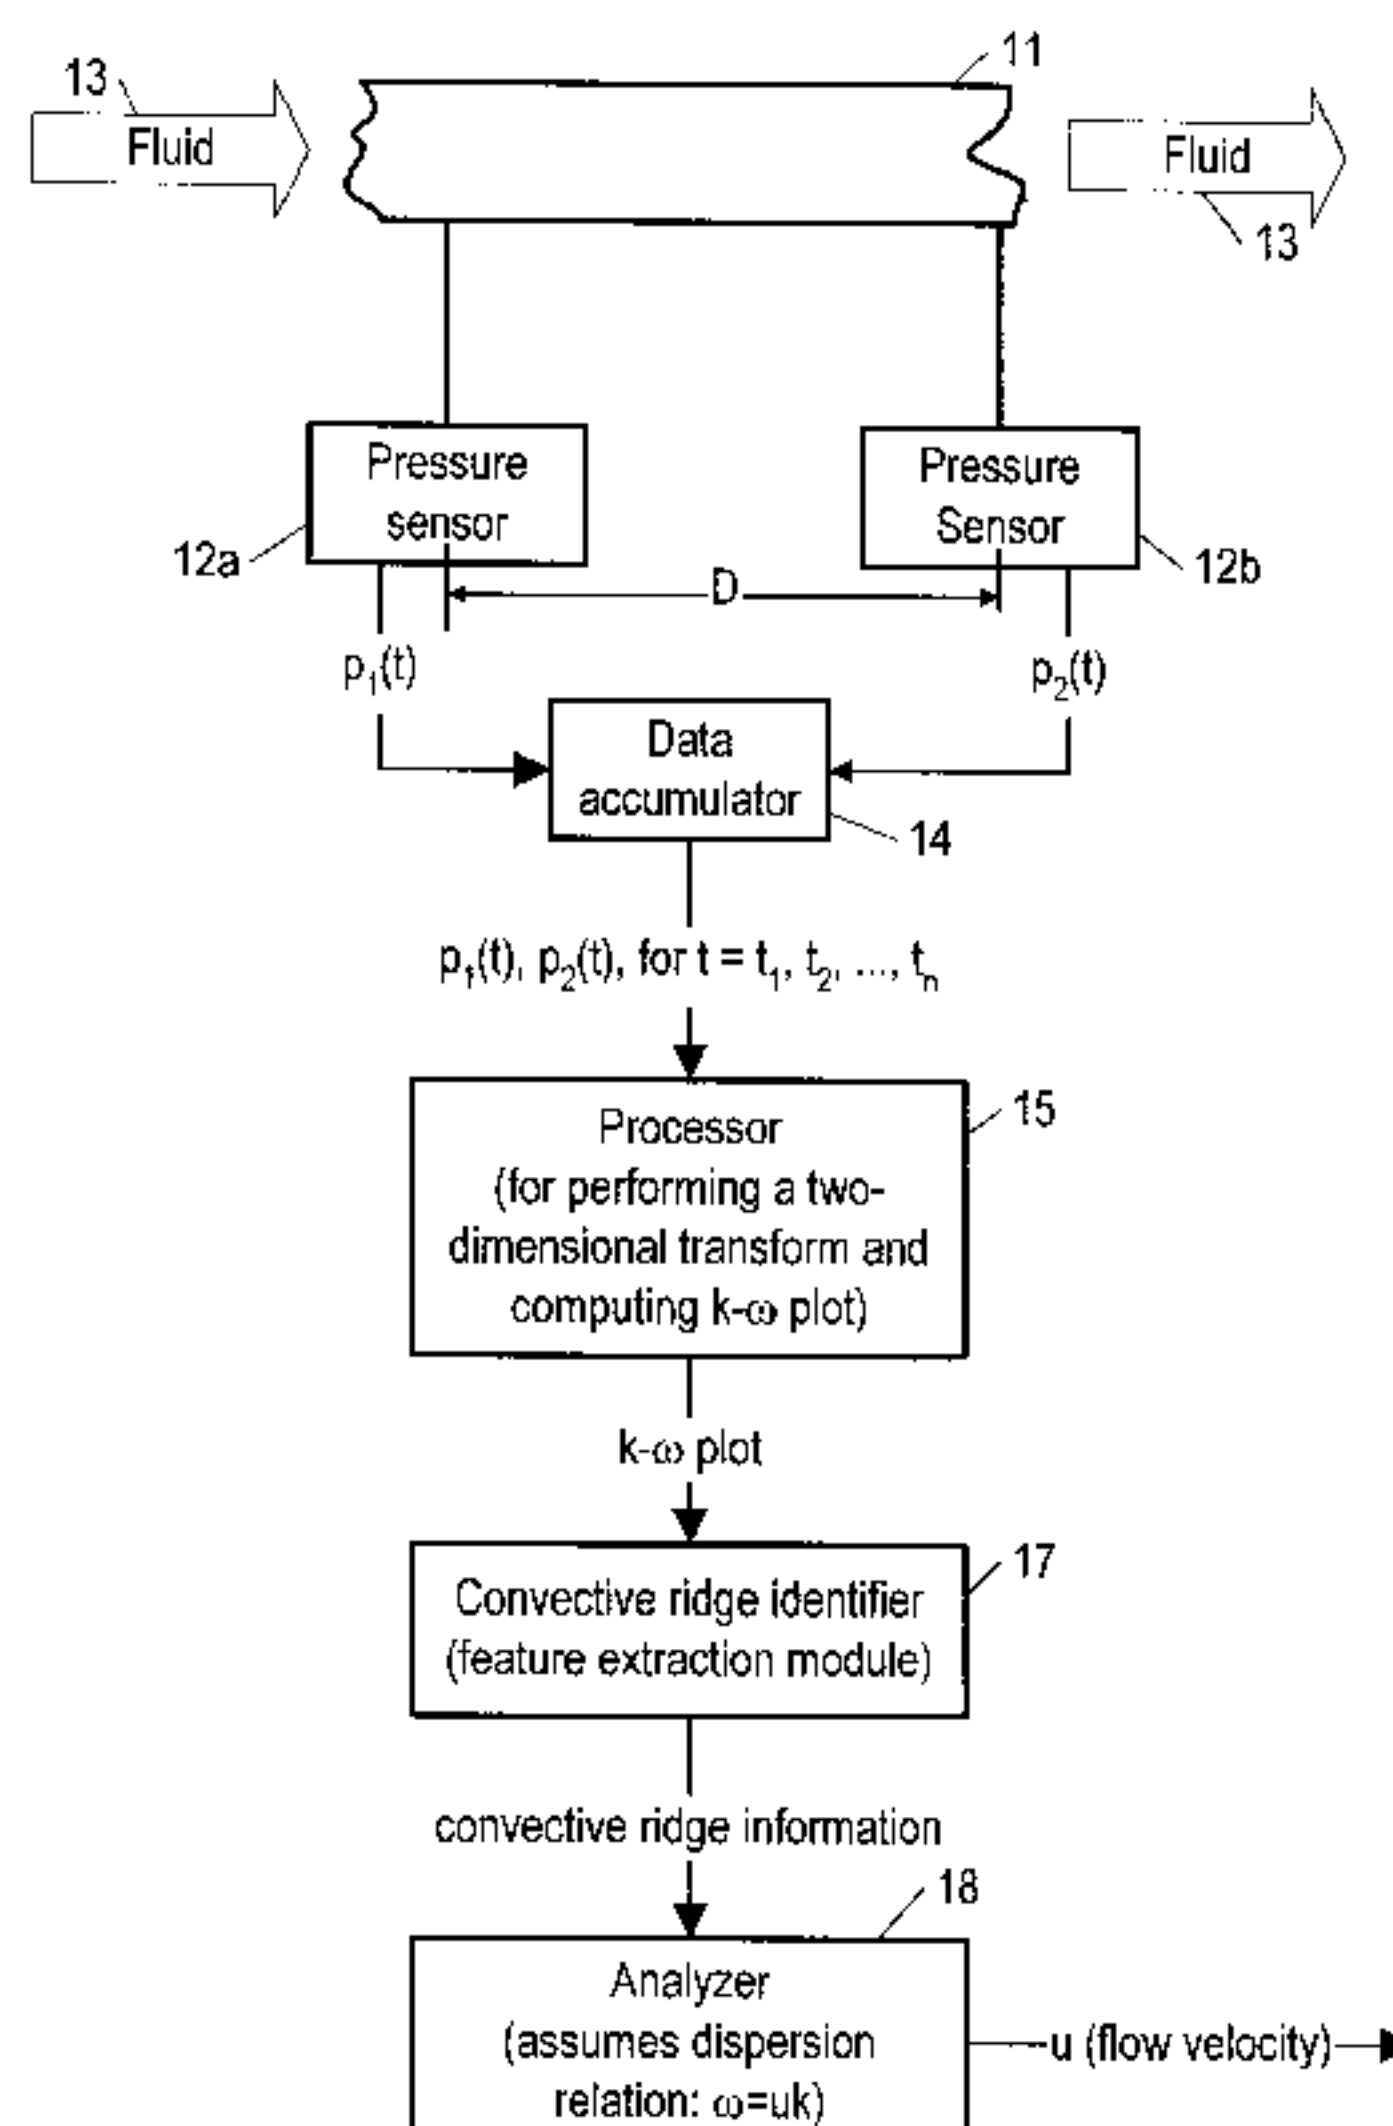 13
11
Fluid
Fluid
13
Pressure
sensor
Pressure
Sensor
12a
12b
D
p₁(t)
p₂(t)
Data
accumulator
14
p₁(t), p₂(t), for t = t₁, t₂, ..., tₙ
15
Processor
(for performing a two-
dimensional transform and
computing k-ω plot)
k-ω plot
17
Convective ridge identifier
(feature extraction module)
convective ridge information
18
Analyzer
(assumes dispersion
relation: ω=uk)
u (flow velocity)